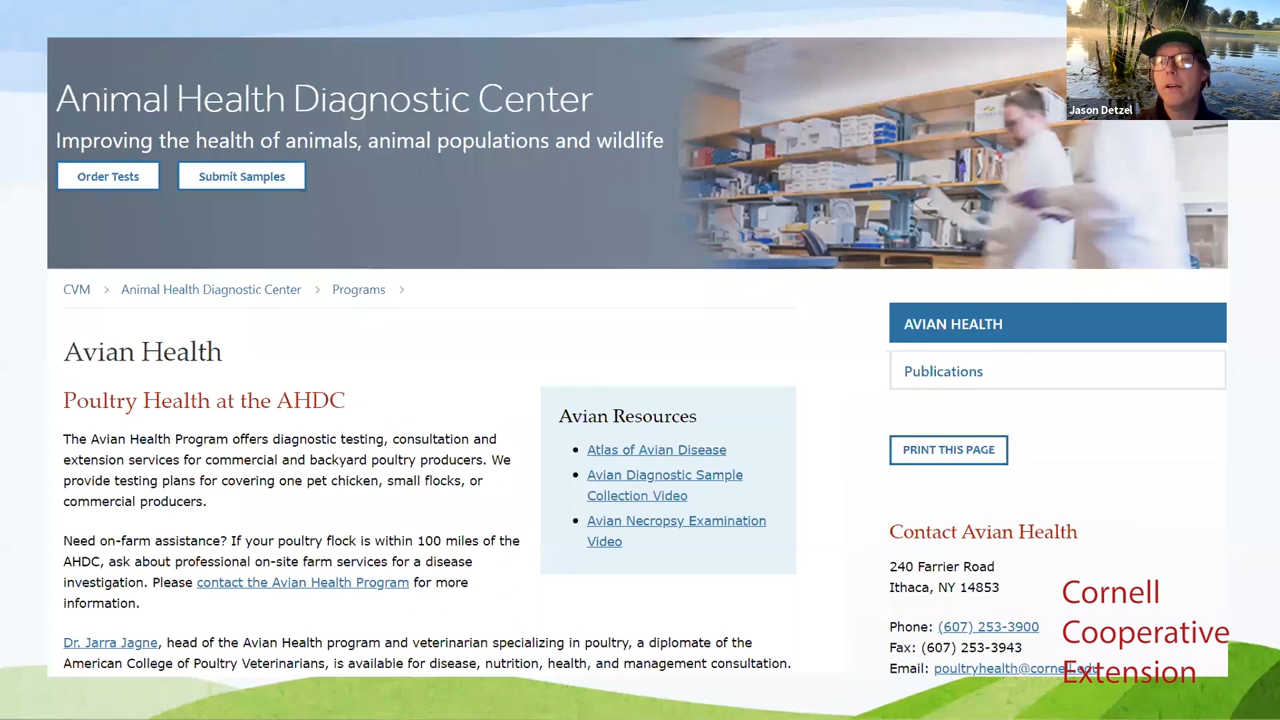 Animal Health Diagnostic Center
Improving the health of animals, animal populations and wildlife
Order Tests
Submit Samples
Jason Detzel
CVM > Animal Health Diagnostic Center > Programs >
Avian Health
Poultry Health at the AHDC
The Avian Health Program offers diagnostic testing, consultation and
extension services for commercial and backyard poultry producers. We
provide testing plans for covering one pet chicken, small flocks, or
commercial producers.
Need on-farm assistance? If your poultry flock is within 100 miles of the
AHDC, ask about professional on-site farm services for a disease
investigation. Please contact the Avian Health Program for more
information.
Dr. Jarra Jagne, head of the Avian Health program and veterinarian specializing in poultry, a diplomate of the
American College of Poultry Veterinarians, is available for disease, nutrition, health, and management consultation.
Avian Resources
• Atlas of Avian Disease
• Avian Diagnostic Sample
Collection Video
• Avian Necropsy Examination
Video
AVIAN HEALTH
Publications
PRINT THIS PAGE
Contact Avian Health
240 Farrier Road
Ithaca, NY 14853
Phone: (607) 253-3900
Fax: (607) 253-3943
Email: poultryhealth@cornell.edu
Cornell
Cooperative
Extension